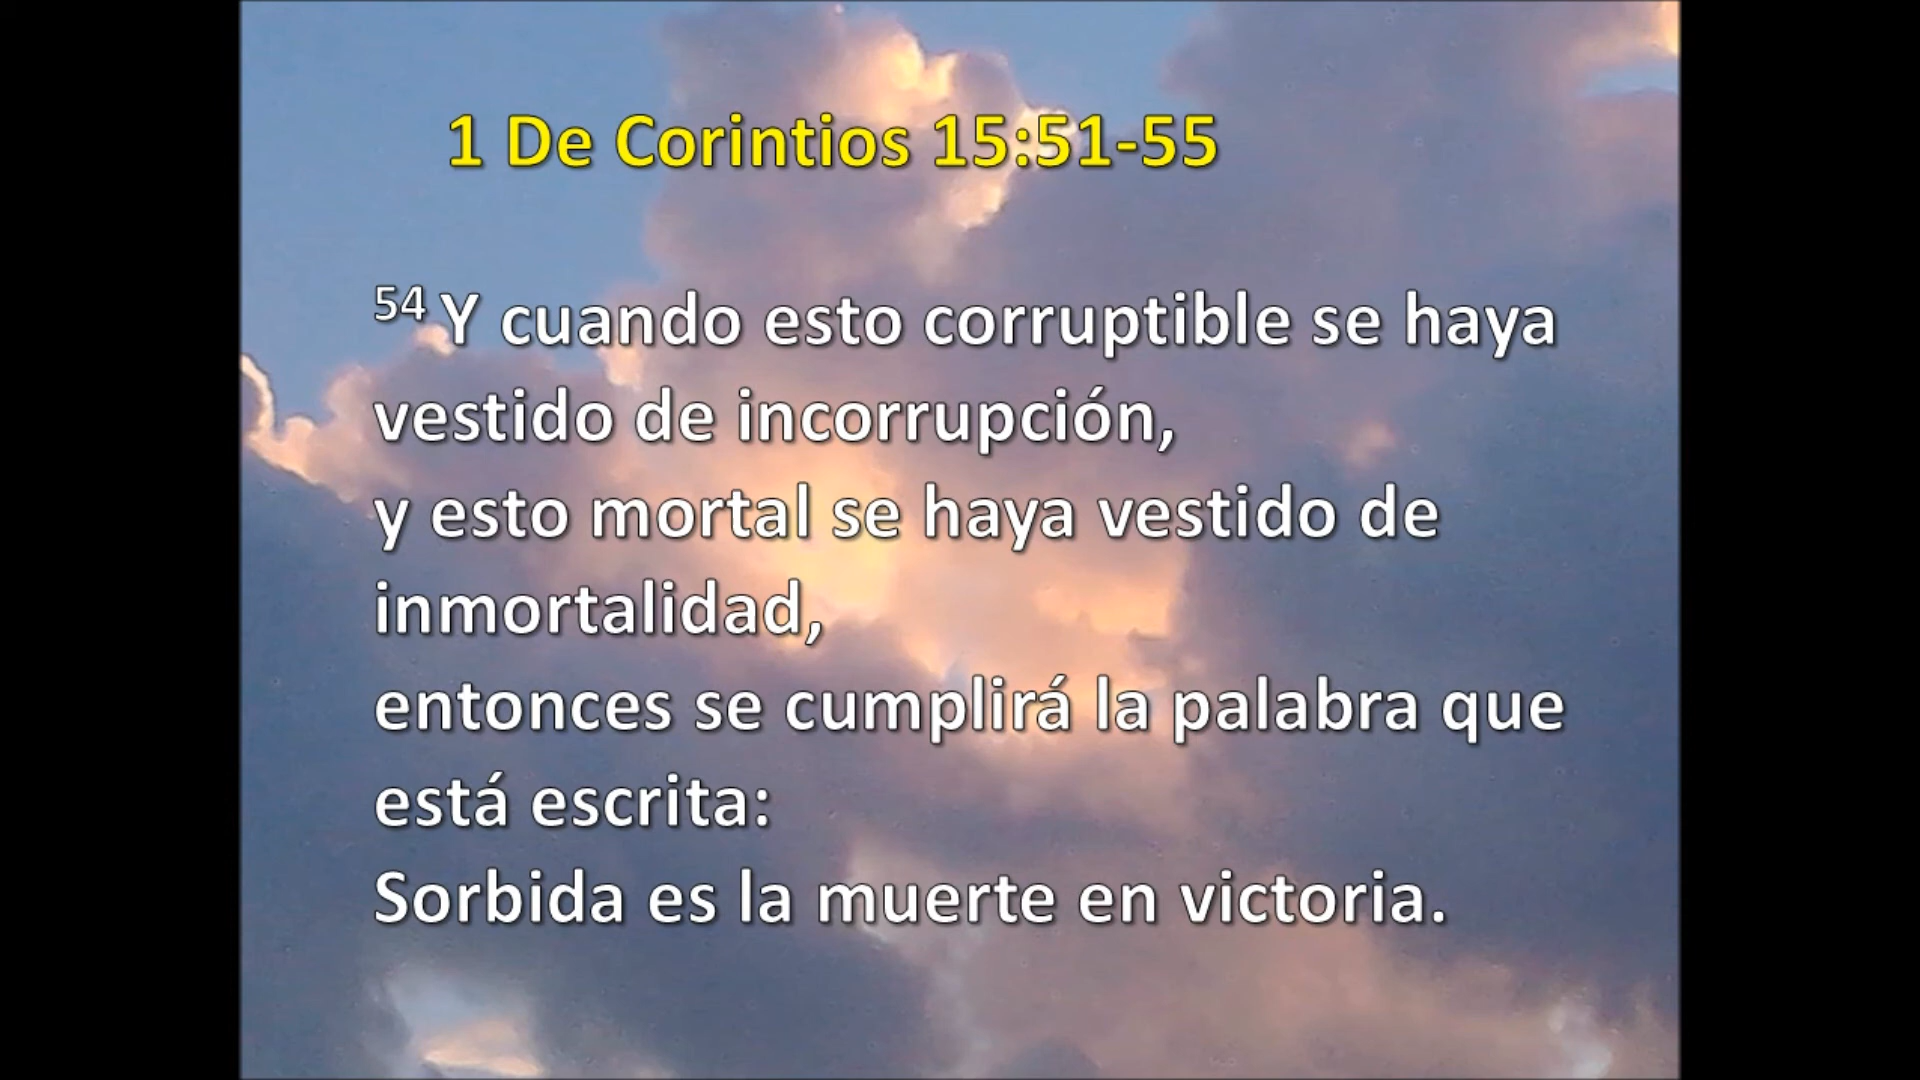 1 De Corintios 15:51-55
54 Y cuando esto corruptible se haya
vestido de incorrupción,
y esto mortal se haya vestido de
inmortalidad,
entonces se cumplirá la palabra que
está escrita:
Sorbida es la muerte en victoria.